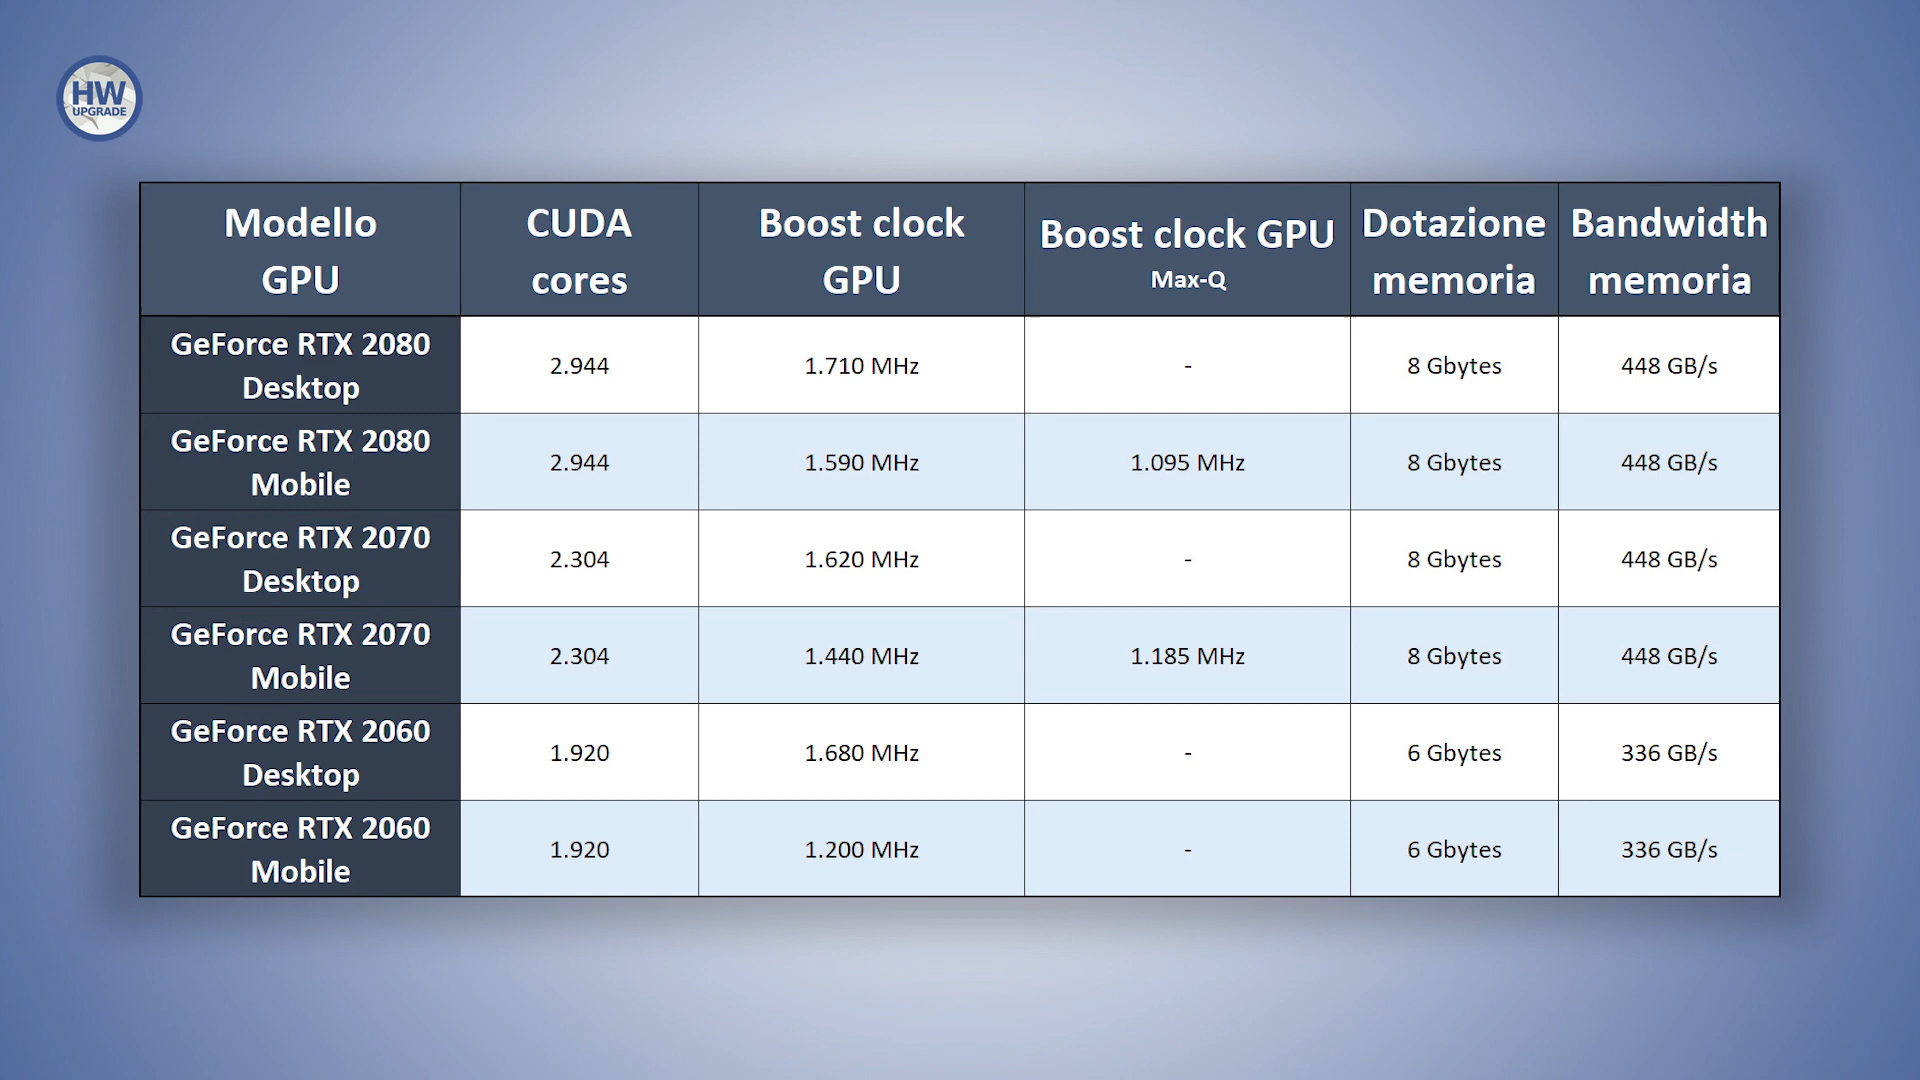 HW
UPGRADE
Modello
GPU
CUDA
cores
Boost clock
GPU
Boost clock GPU
Max-Q
Dotazione
memoria
Bandwidth
memoria
GeForce RTX 2080
Desktop
2.944
1.710 MHz
-
8 Gbytes
448 GB/s
GeForce RTX 2080
Mobile
2.944
1.590 MHz
1.095 MHz
8 Gbytes
448 GB/s
GeForce RTX 2070
Desktop
2.304
1.620 MHz
-
8 Gbytes
448 GB/s
GeForce RTX 2070
Mobile
2.304
1.440 MHz
1.185 MHz
8 Gbytes
448 GB/s
GeForce RTX 2060
Desktop
1.920
1.680 MHz
-
6 Gbytes
336 GB/s
GeForce RTX 2060
Mobile
1.920
1.200 MHz
-
6 Gbytes
336 GB/s